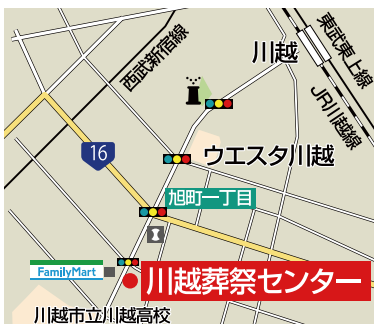 川越
東武東上線
JR川越線
西武新宿線
16
ウエスタ川越
旭町一丁目
FamilyMart
川越葬祭センター
川越市立川越高校